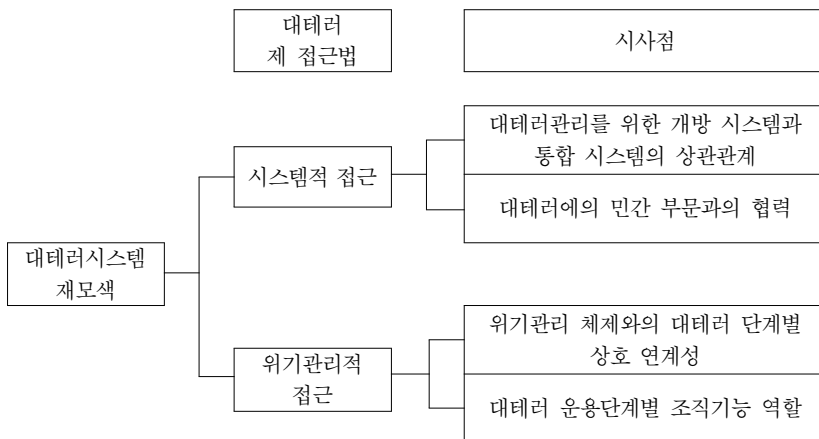 대테러
제 접근법
시사점
대테러관리를 위한 개방 시스템과
통합 시스템의 상관관계
시스템적 접근
대테러에의 민간 부문과의 협력
대테러시스템
재모색
위기관리 체제와의 대테러 단계별
상호 연계성
위기관리적
접근
대테러 운용단계별 조직기능 역할